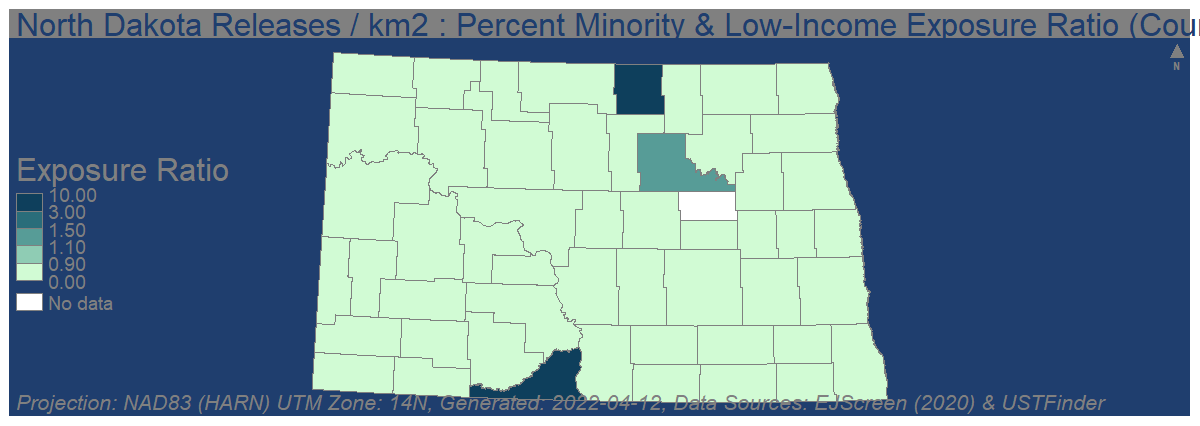 North Dakota Releases / km2 : Percent Minority & Low-Income Exposure Ratio (Cou
N
Exposure Ratio
10.00
3.00
1.50
1.10
0.90
0.00
No data
Projection: NAD83 (HARN) UTM Zone: 14N, Generated: 2022-04-12, Data Sources: EJScreen (2020) & USTFinder